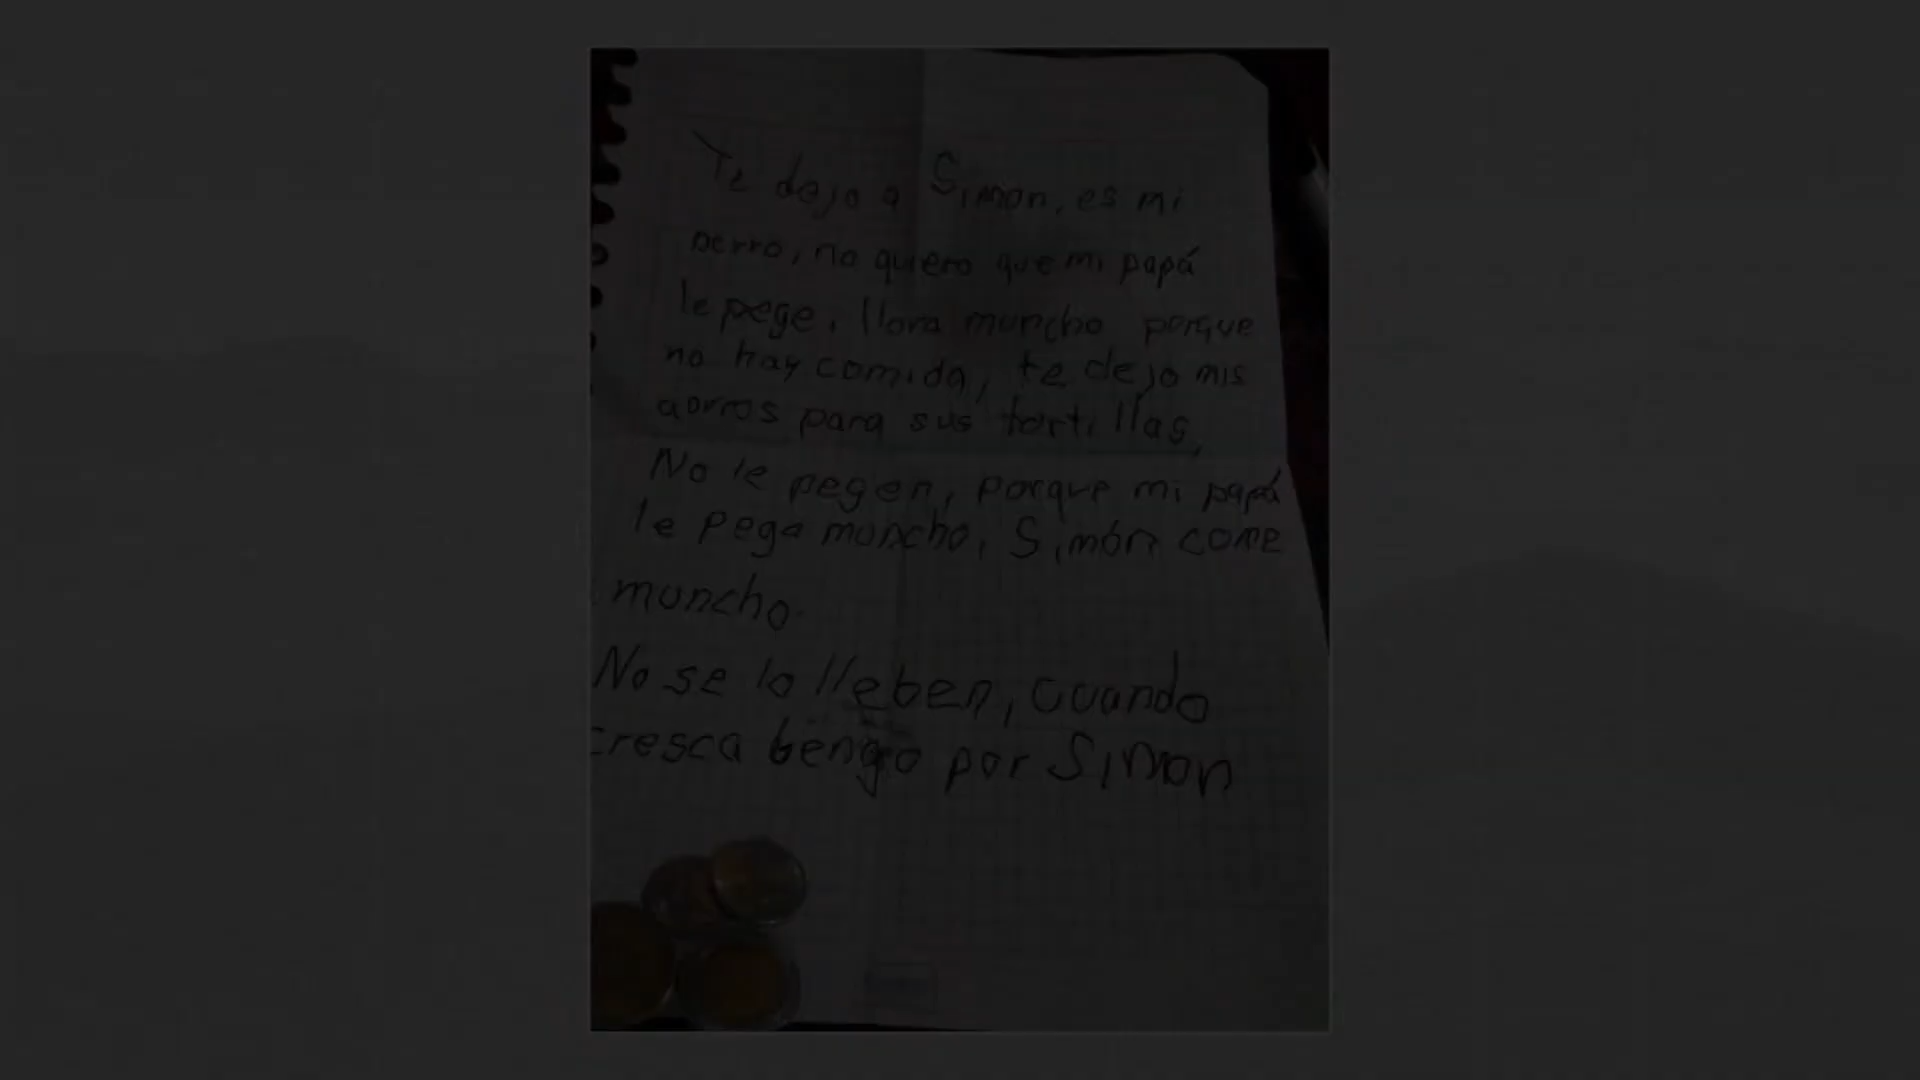 Te dejo a Simon, es mi
perro, no quiero que mi papá
le pege, llora muncho porque
no hay comida, te dejo mis
aorros para sus tortillas,
No le pegen, porque mi papá
le pega muncho, Simón come
muncho.
No se lo lleben, cuando
cresca bengo por Simon